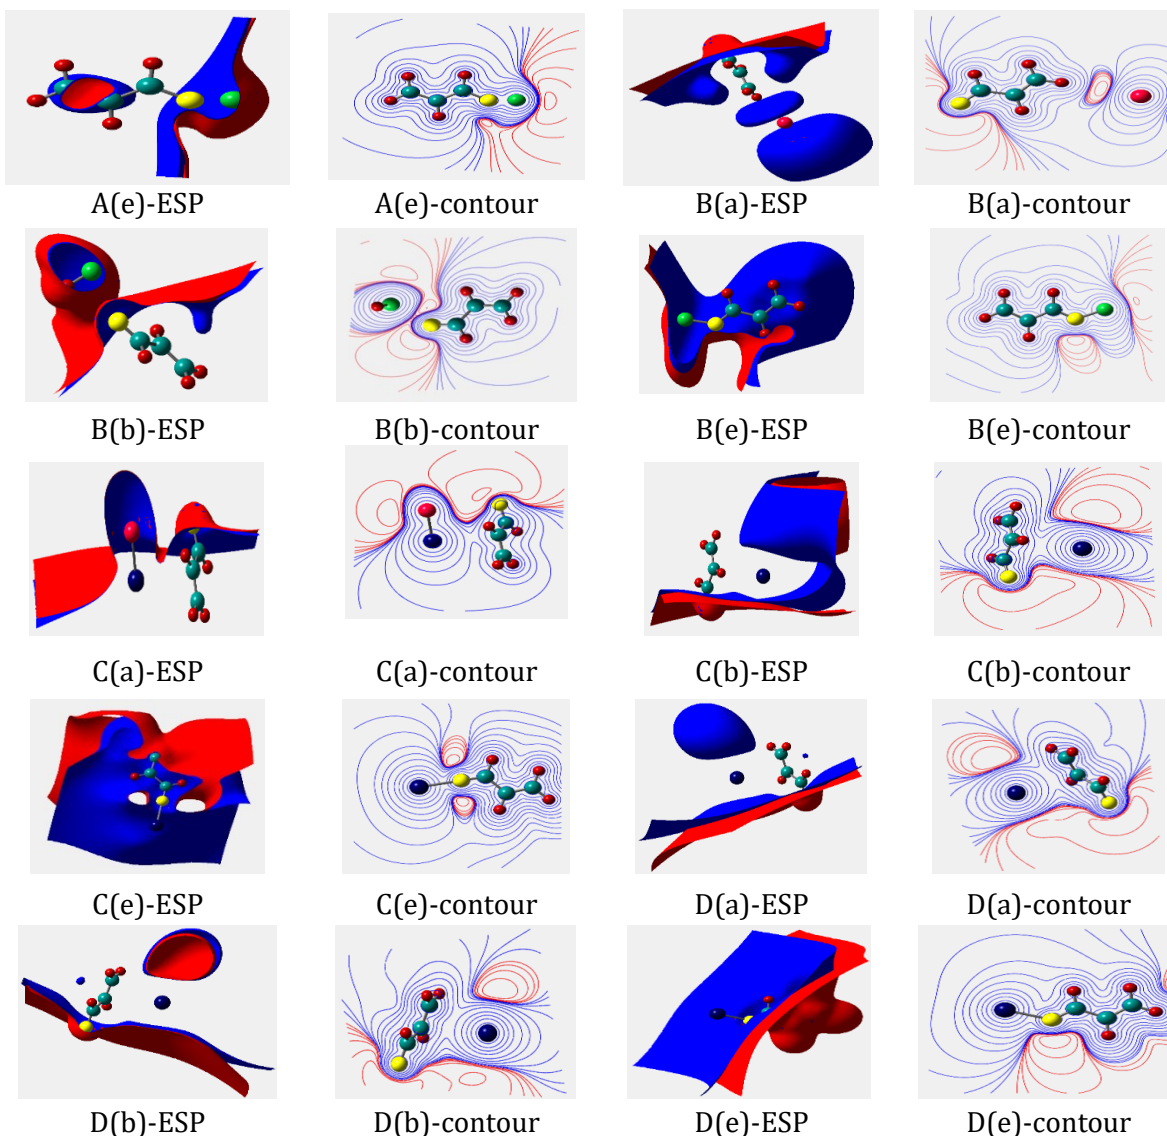 A(e)-ESP A(e)-contour B(a)-ESP B(a)-contour
B(b)-ESP B(b)-contour B(e)-ESP B(e)-contour
C(a)-ESP C(a)-contour C(b)-ESP C(b)-contour
C(e)-ESP C(e)-contour D(a)-ESP D(a)-contour
D(b)-ESP D(b)-contour D(e)-ESP D(e)-contour